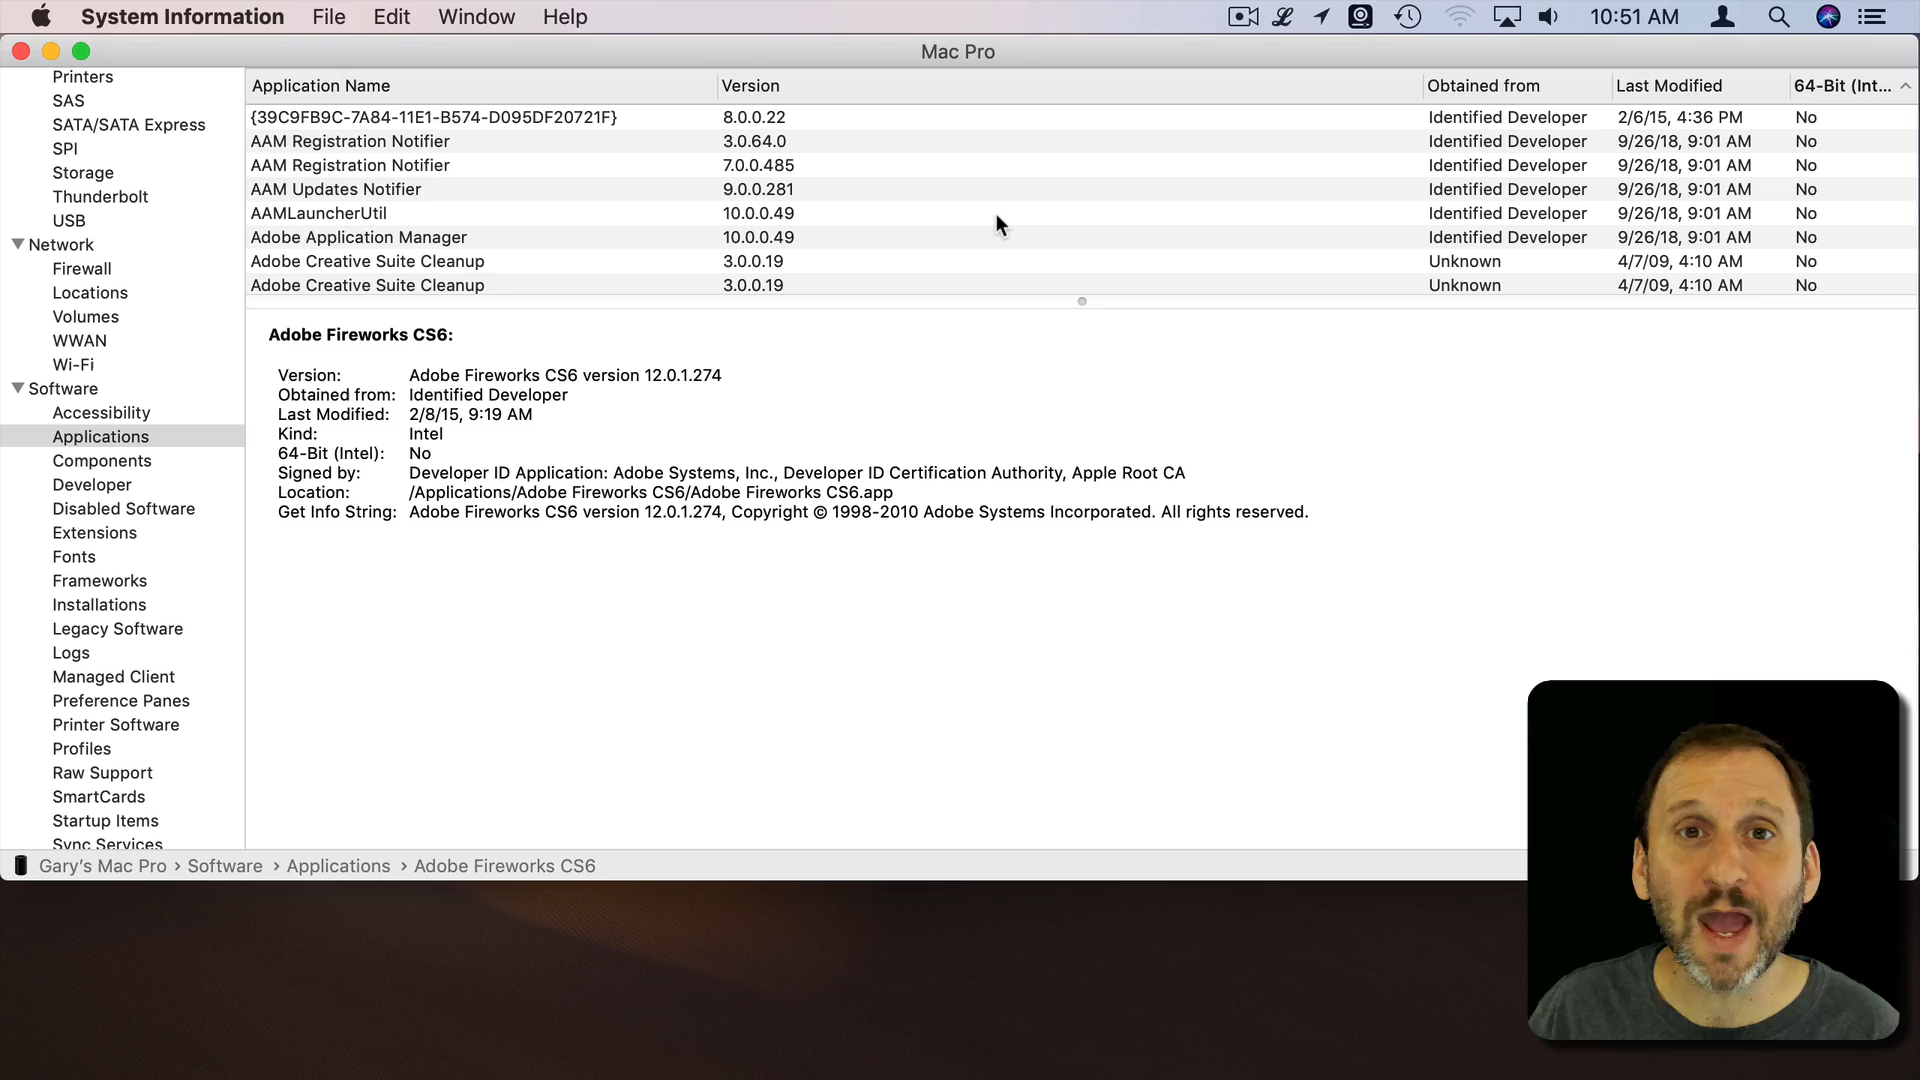 System Information File Edit Window Help 10:51 AM
Mac Pro
Printers
SAS
SATA/SATA Express
SPI
Storage
Thunderbolt
USB
Network
Firewall
Locations
Volumes
WWAN
Wi-Fi
Software
Accessibility
Applications
Components
Developer
Disabled Software
Extensions
Fonts
Frameworks
Installations
Legacy Software
Logs
Managed Client
Preference Panes
Printer Software
Profiles
Raw Support
SmartCards
Startup Items
Sync Services
Application Name Version Obtained from Last Modified 64-Bit (Int...
{39C9FB9C-7A84-11E1-B574-D095DF20721F} 8.0.0.22 Identified Developer 2/6/15, 4:36 PM No
AAM Registration Notifier 3.0.64.0 Identified Developer 9/26/18, 9:01 AM No
AAM Registration Notifier 7.0.0.485 Identified Developer 9/26/18, 9:01 AM No
AAM Updates Notifier 9.0.0.281 Identified Developer 9/26/18, 9:01 AM No
AAMLauncherUtil 10.0.0.49 Identified Developer 9/26/18, 9:01 AM No
Adobe Application Manager 10.0.0.49 Identified Developer 9/26/18, 9:01 AM No
Adobe Creative Suite Cleanup 3.0.0.19 Unknown 4/7/09, 4:10 AM No
Adobe Creative Suite Cleanup 3.0.0.19 Unknown 4/7/09, 4:10 AM No
Adobe Fireworks CS6:
Version: Adobe Fireworks CS6 version 12.0.1.274
Obtained from: Identified Developer
Last Modified: 2/8/15, 9:19 AM
Kind: Intel
64-Bit (Intel): No
Signed by: Developer ID Application: Adobe Systems, Inc., Developer ID Certification Authority, Apple Root CA
Location: /Applications/Adobe Fireworks CS6/Adobe Fireworks CS6.app
Get Info String: Adobe Fireworks CS6 version 12.0.1.274, Copyright © 1998-2010 Adobe Systems Incorporated. All rights reserved.
Gary's Mac Pro › Software › Applications › Adobe Fireworks CS6